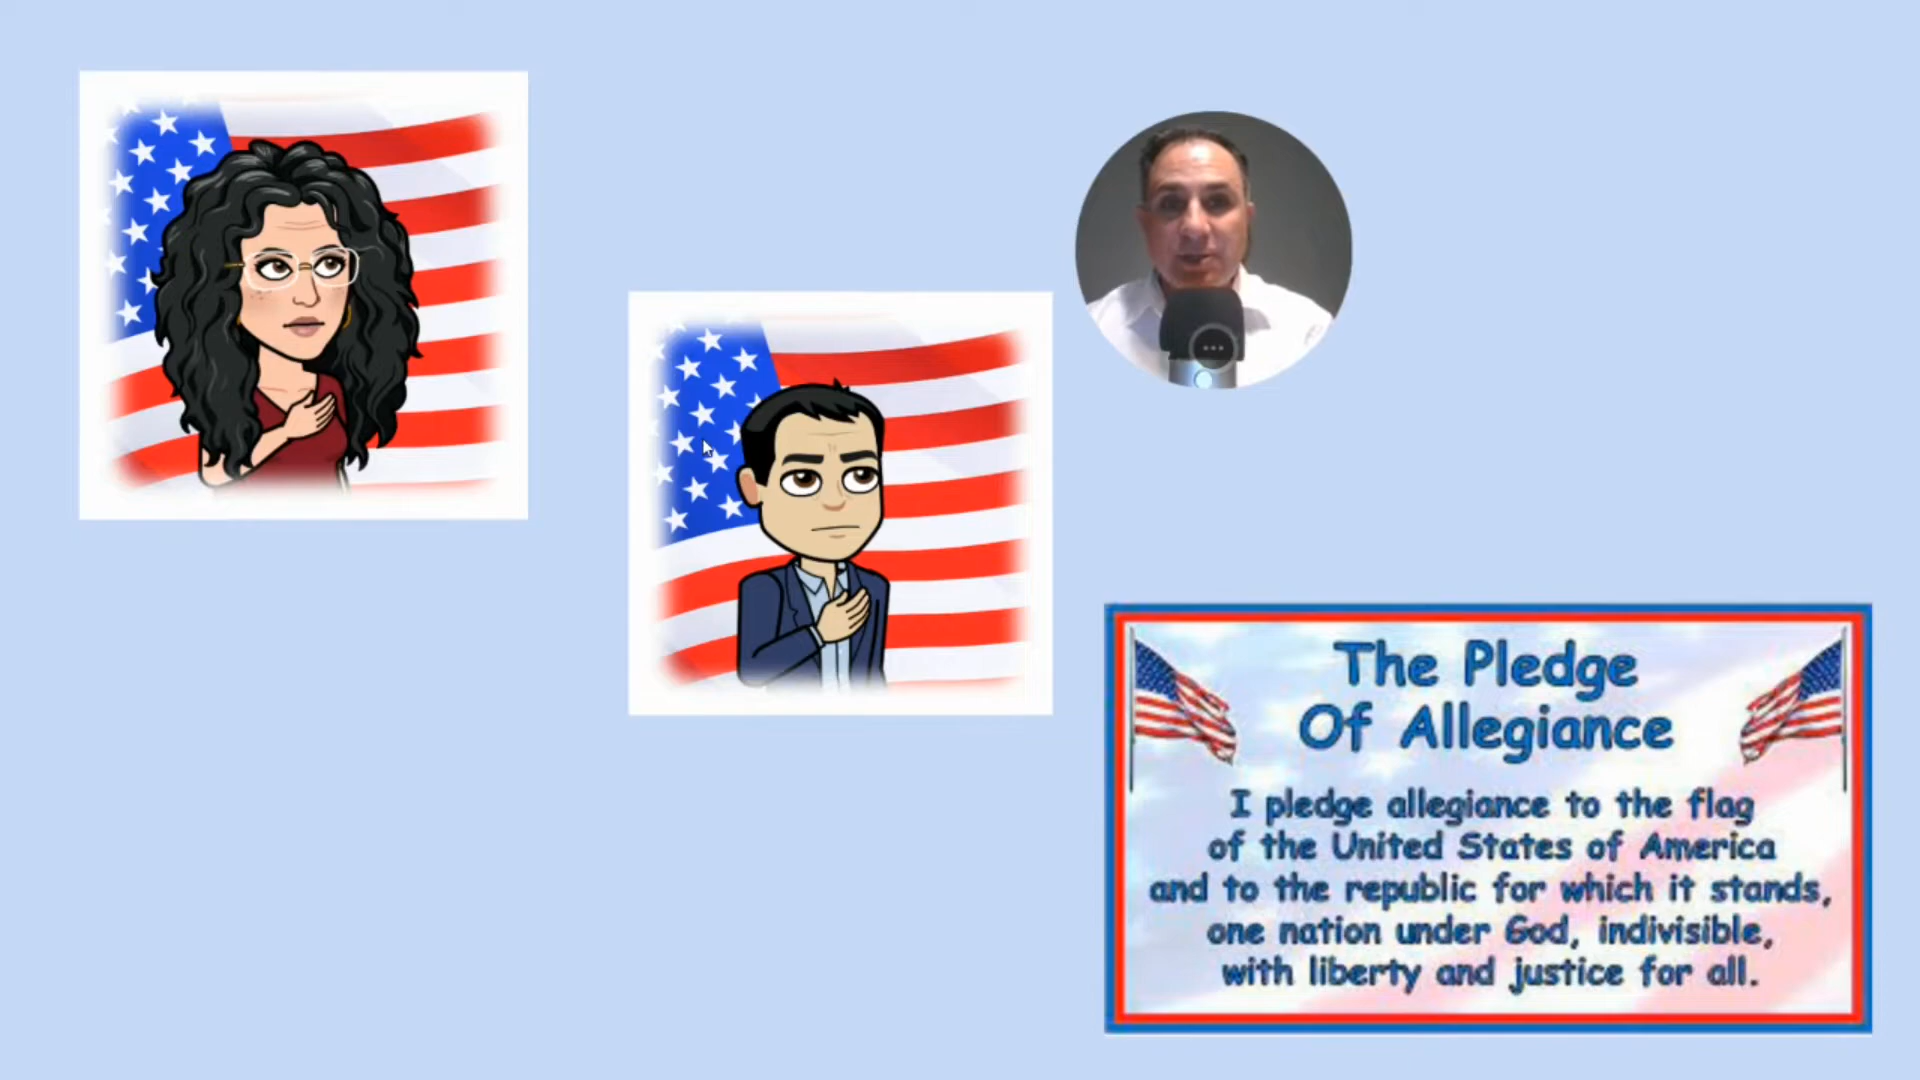 The Pledge
Of Allegiance
I pledge allegiance to the flag
of the United States of America
and to the republic for which it stands,
one nation under God, indivisible,
with liberty and justice for all.